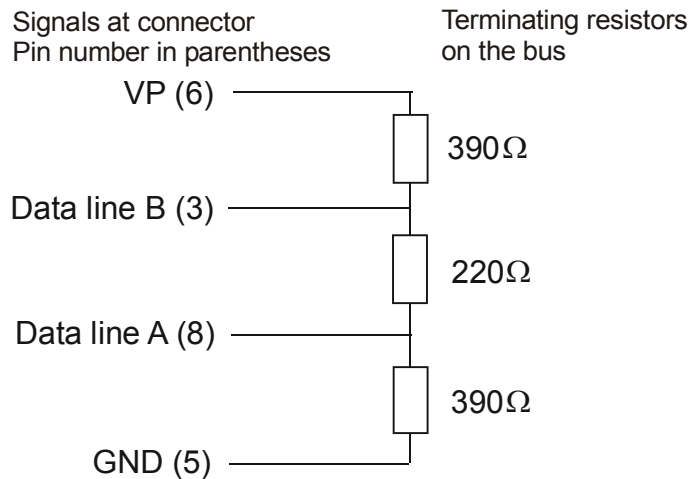 Signals at connector
Pin number in parentheses
Terminating resistors
on the bus
VP (6)
390Ω
Data line B (3)
220Ω
Data line A (8)
390Ω
GND (5)